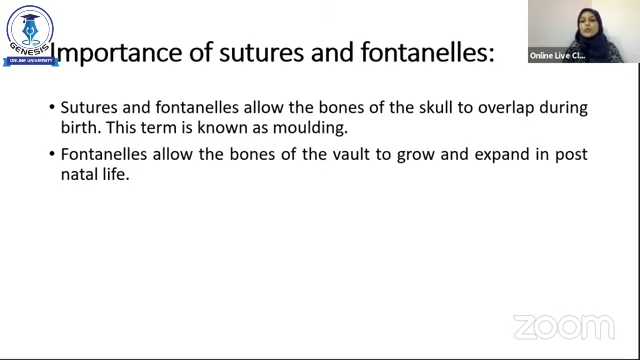 GENESIS
ONLINE UNIVERSITY
Importance of sutures and fontanelles:
Online Live Cl...
• Sutures and fontanelles allow the bones of the skull to overlap during
birth. This term is known as moulding.
• Fontanelles allow the bones of the vault to grow and expand in post
natal life.
zoom